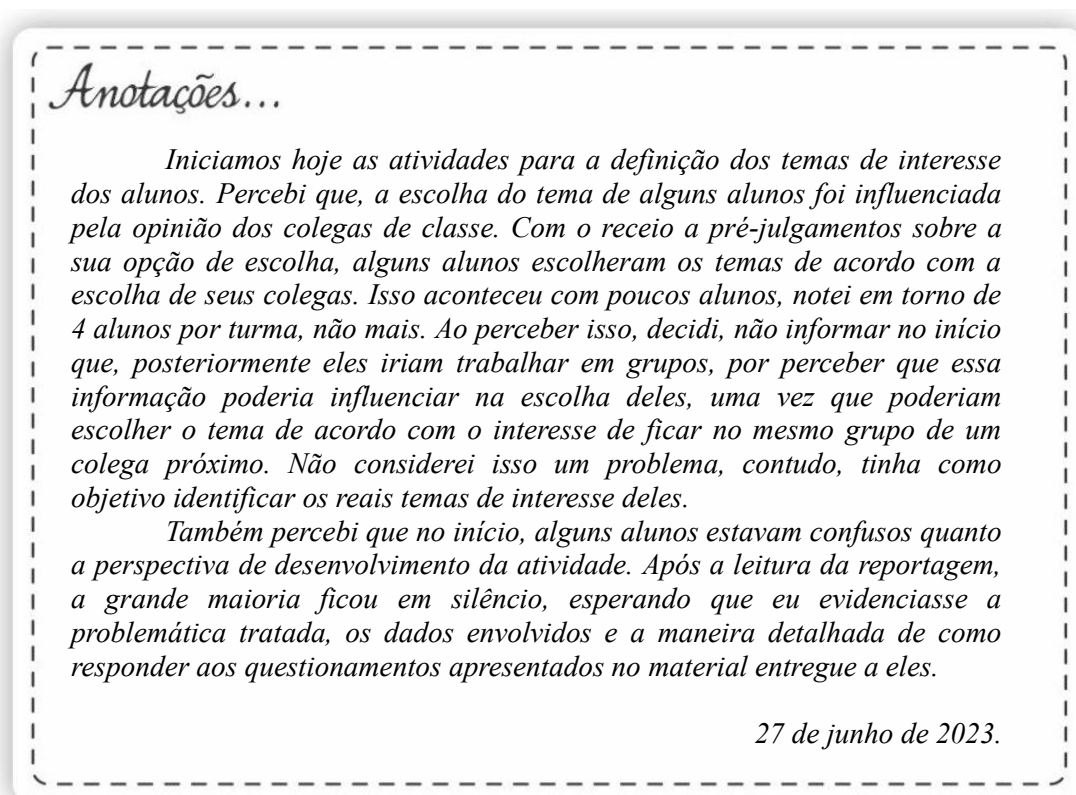 Anotações...
Iniciamos hoje as atividades para a definição dos temas de interesse
dos alunos. Percebi que, a escolha do tema de alguns alunos foi influenciada
pela opinião dos colegas de classe. Com o receio a pré-julgamentos sobre a
sua opção de escolha, alguns alunos escolheram os temas de acordo com a
escolha de seus colegas. Isso aconteceu com poucos alunos, notei em torno de
4 alunos por turma, não mais. Ao perceber isso, decidi, não informar no início
que, posteriormente eles iriam trabalhar em grupos, por perceber que essa
informação poderia influenciar na escolha deles, uma vez que poderiam
escolher o tema de acordo com o interesse de ficar no mesmo grupo de um
colega próximo. Não considerei isso um problema, contudo, tinha como
objetivo identificar os reais temas de interesse deles.
Também percebi que no início, alguns alunos estavam confusos quanto
a perspectiva de desenvolvimento da atividade. Após a leitura da reportagem,
a grande maioria ficou em silêncio, esperando que eu evidenciasse a
problemática tratada, os dados envolvidos e a maneira detalhada de como
responder aos questionamentos apresentados no material entregue a eles.
27 de junho de 2023.